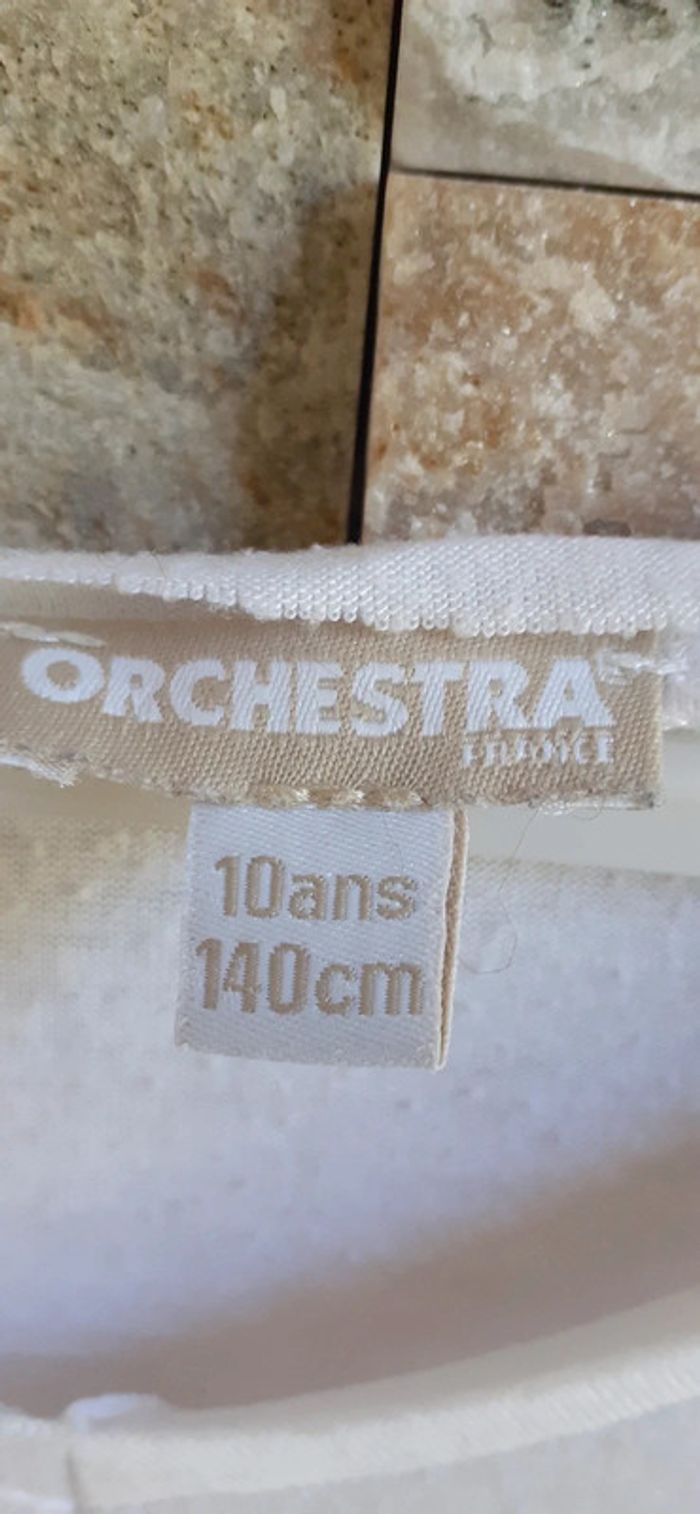 ORCHESTRA
FRANCE
10ans
140cm